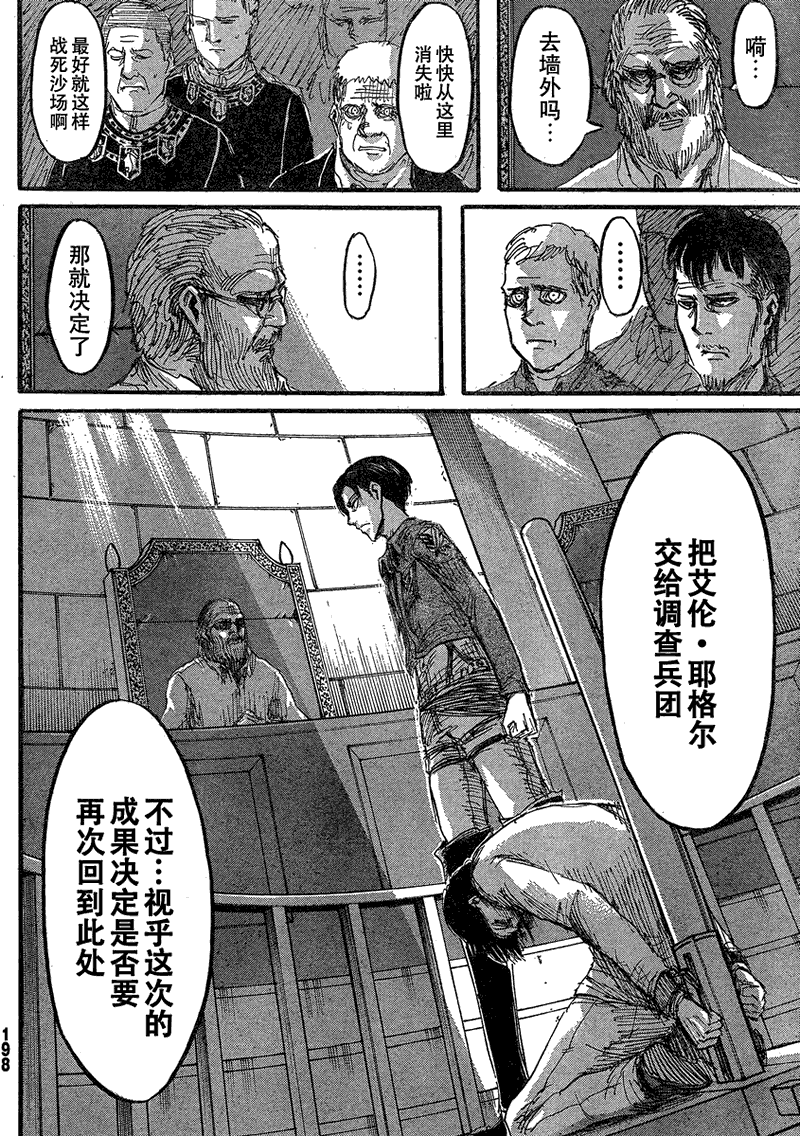 嗬…
去墙外吗…
快快从这里
消失啦
最好就这样
战死沙场啊
……
……
那就决定了
把艾伦·耶格尔
交给调查兵团
不过…视乎这次的
成果决定是否要
再次回到此处
198